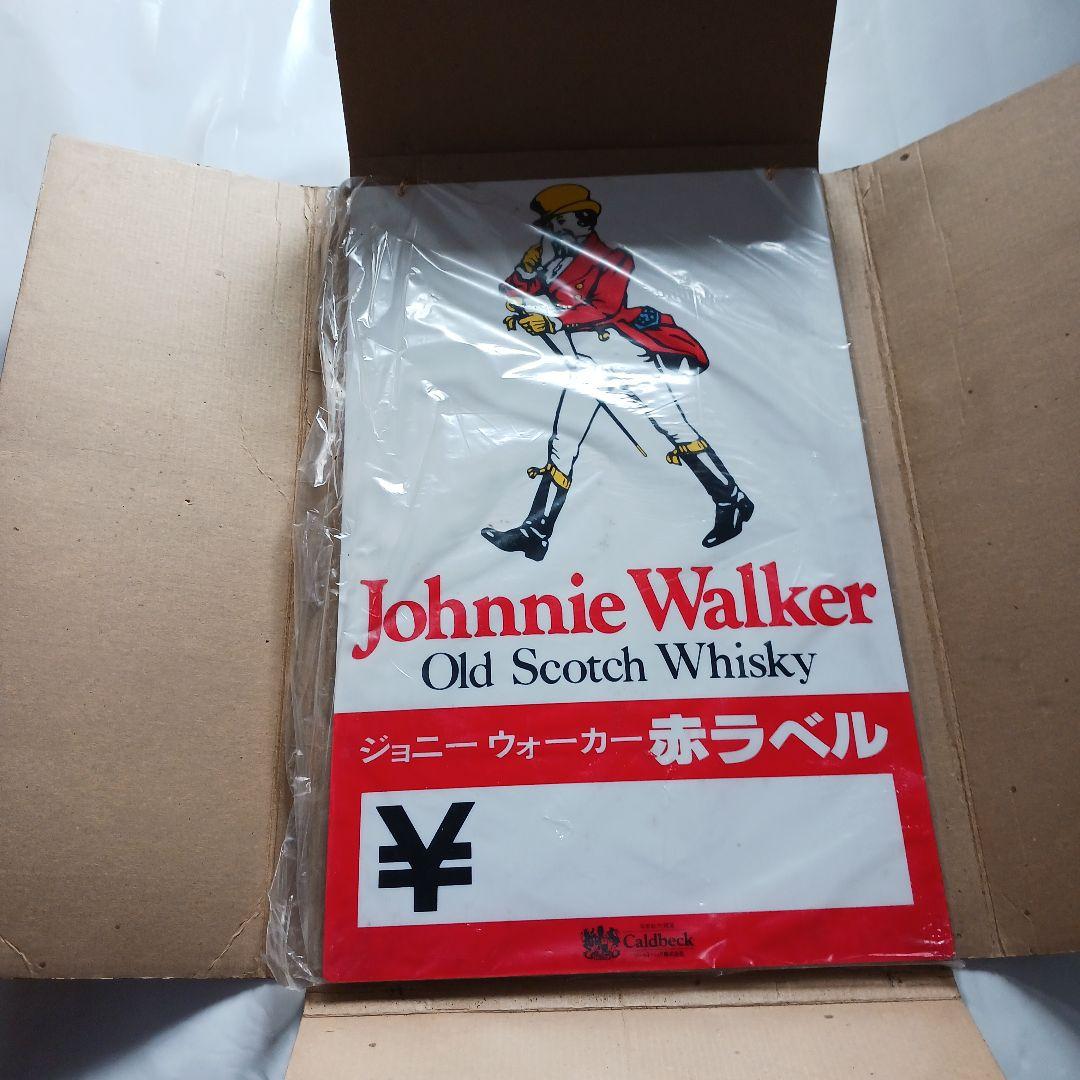 Johnnie Walker
Old Scotch Whisky
ジョニー ウォーカー 赤ラベル
¥
Caldbeck